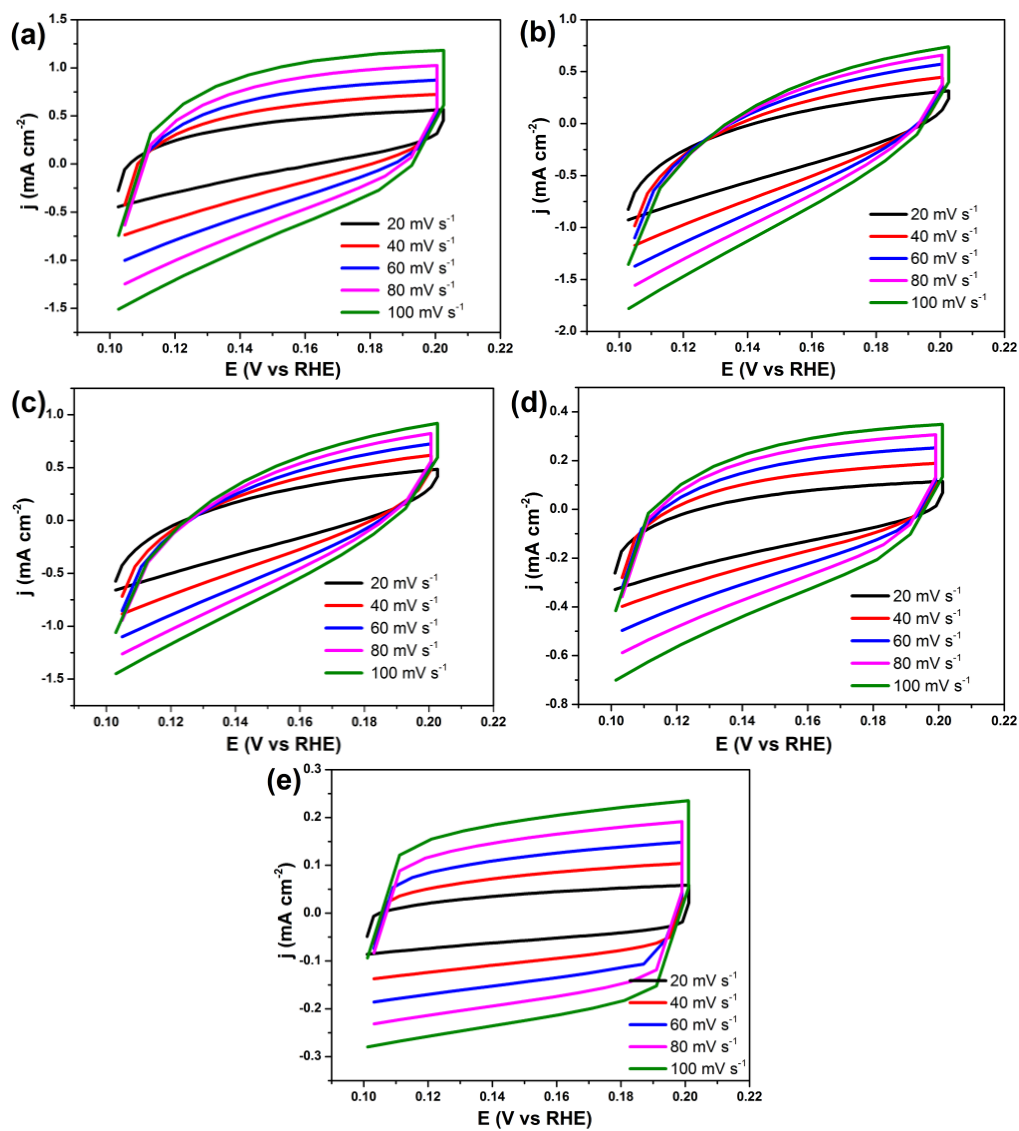 (a)
1.5
1.0
0.5
0.0
-0.5
-1.0
-1.5
j (mA cm⁻²)
20 mV s⁻¹
40 mV s⁻¹
60 mV s⁻¹
80 mV s⁻¹
100 mV s⁻¹
0.10 0.12 0.14 0.16 0.18 0.20 0.22
E (V vs RHE)
(b)
1.0
0.5
0.0
-0.5
-1.0
-1.5
-2.0
j (mA cm⁻²)
20 mV s⁻¹
40 mV s⁻¹
60 mV s⁻¹
80 mV s⁻¹
100 mV s⁻¹
0.10 0.12 0.14 0.16 0.18 0.20 0.22
E (V vs RHE)
(c)
1.0
0.5
0.0
-0.5
-1.0
-1.5
j (mA cm⁻²)
20 mV s⁻¹
40 mV s⁻¹
60 mV s⁻¹
80 mV s⁻¹
100 mV s⁻¹
0.10 0.12 0.14 0.16 0.18 0.20 0.22
E (V vs RHE)
(d)
0.4
0.2
0.0
-0.2
-0.4
-0.6
-0.8
j (mA cm⁻²)
20 mV s⁻¹
40 mV s⁻¹
60 mV s⁻¹
80 mV s⁻¹
100 mV s⁻¹
0.10 0.12 0.14 0.16 0.18 0.20 0.22
E (V vs RHE)
(e)
0.3
0.2
0.1
0.0
-0.1
-0.2
-0.3
j (mA cm⁻²)
20 mV s⁻¹
40 mV s⁻¹
60 mV s⁻¹
80 mV s⁻¹
100 mV s⁻¹
0.10 0.12 0.14 0.16 0.18 0.20 0.22
E (V vs RHE)